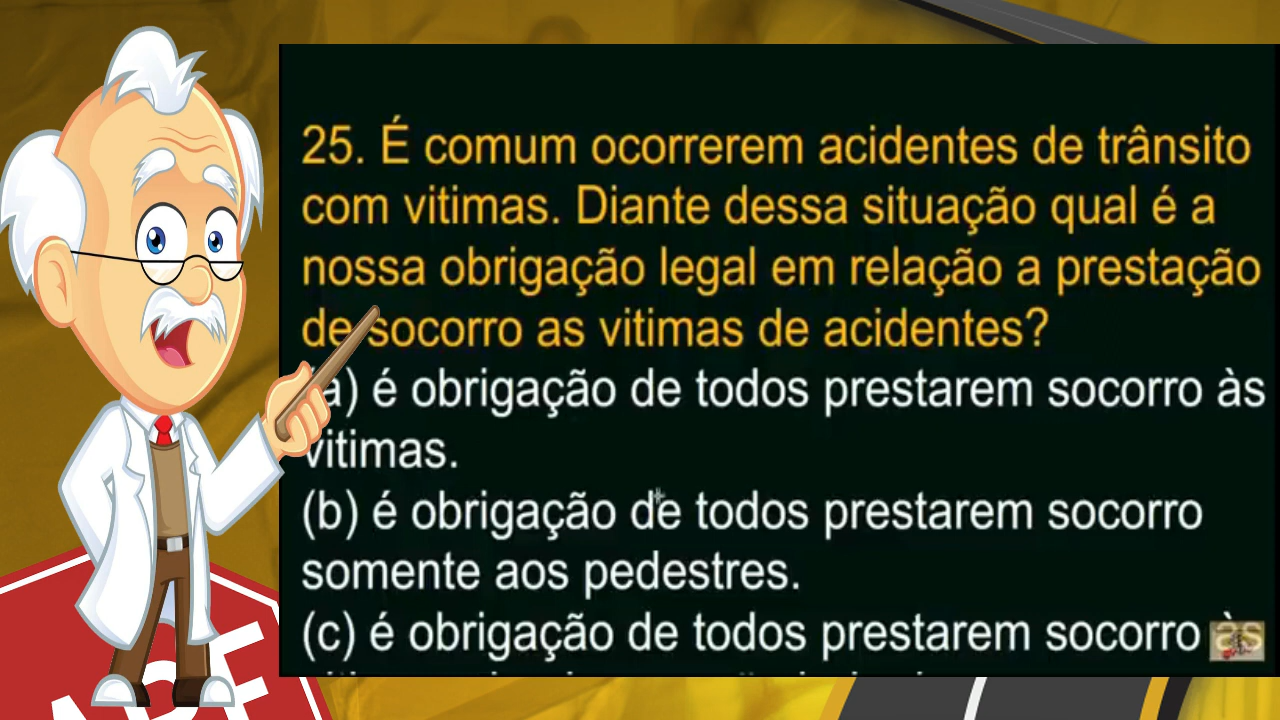 25. É comum ocorrerem acidentes de trânsito
com vitimas. Diante dessa situação qual é a
nossa obrigação legal em relação a prestação
de socorro as vitimas de acidentes?
(a) é obrigação de todos prestarem socorro às
vitimas.
(b) é obrigação de todos prestarem socorro
somente aos pedestres.
(c) é obrigação de todos prestarem socorro às